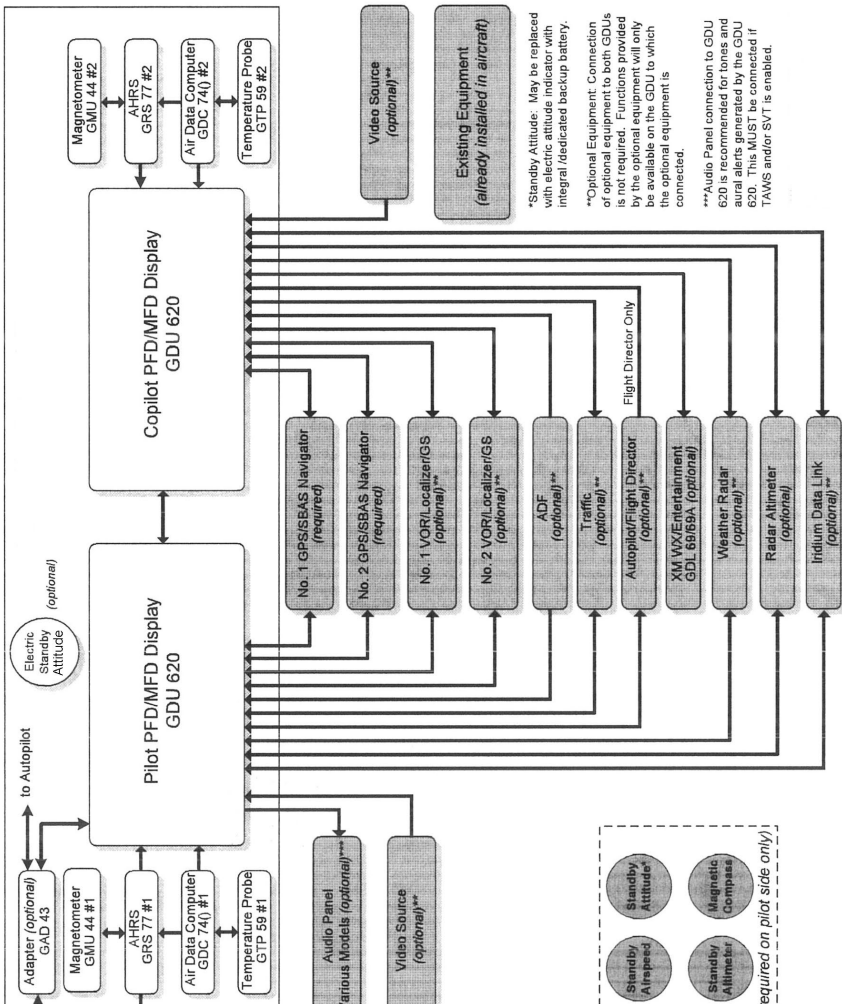 Magnetometer
GMU 44 #2
AHRS
GRS 77 #2
Air Data Computer
GDC 74() #2
Temperature Probe
GTP 59 #2
Video Source
(optional)**
Existing Equipment
(already installed in aircraft)
*Standby Attitude: May be replaced
with electric attitude indicator with
integral /dedicated backup battery.
**Optional Equipment: Connection
of optional equipment to both GDUs
is not required. Functions provided
by the optional equipment will only
be available on the GDU to which
the optional equipment is
connected.
***Audio Panel connection to GDU
620 is recommended for tones and
aural alerts generated by the GDU
620. This MUST be connected if
TAWS and/or SVT is enabled.
Copilot PFD/MFD Display
GDU 620
Flight Director Only
No. 1 GPS/SBAS Navigator
(required)
No. 2 GPS/SBAS Navigator
(required)
No. 1 VOR/Localizer/GS
(optional)**
No. 2 VOR/Localizer/GS
(optional)**
ADF
(optional)**
Traffic
(optional)**
Autopilot/Flight Director
(optional)**
XM WX/Entertainment
GDL 69/69A (optional)
Weather Radar
(optional)**
Radar Altimeter
(optional)
Iridium Data Link
(optional)**
Electric
Standby
Attitude
(optional)
Pilot PFD/MFD Display
GDU 620
to Autopilot
Adapter (optional)
GAD 43
Magnetometer
GMU 44 #1
AHRS
GRS 77 #1
Air Data Computer
GDC 74() #1
Temperature Probe
GTP 59 #1
Audio Panel
Various Models (optional)***
Video Source
(optional)**
Standby
Airspeed
Standby
Attitude*
Standby
Altimeter
Magnetic
Compass
required on pilot side only)